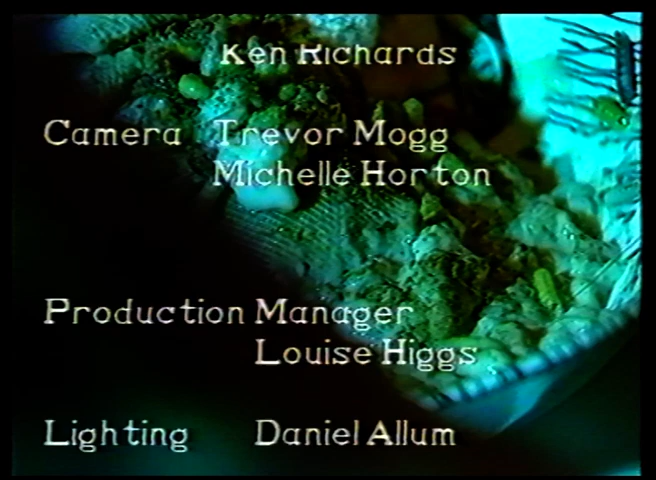 Ken Richards
Camera Trevor Mogg
Michelle Horton
Production Manager
Louise Higgs
Lighting Daniel Allum